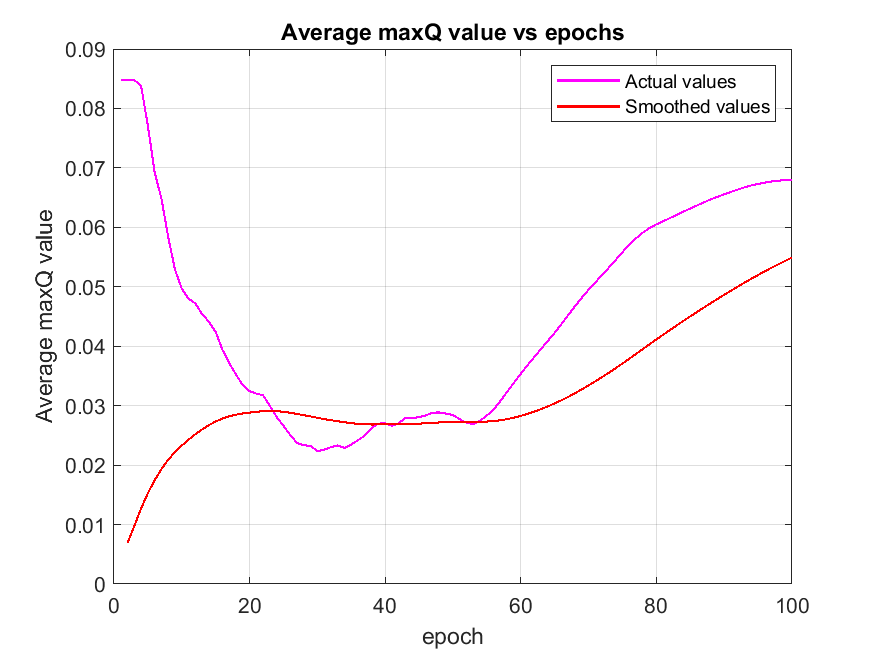 Average maxQ value vs epochs
Actual values
Smoothed values
Average maxQ value
0.09
0.08
0.07
0.06
0.05
0.04
0.03
0.02
0.01
0
0 20 40 60 80 100
epoch